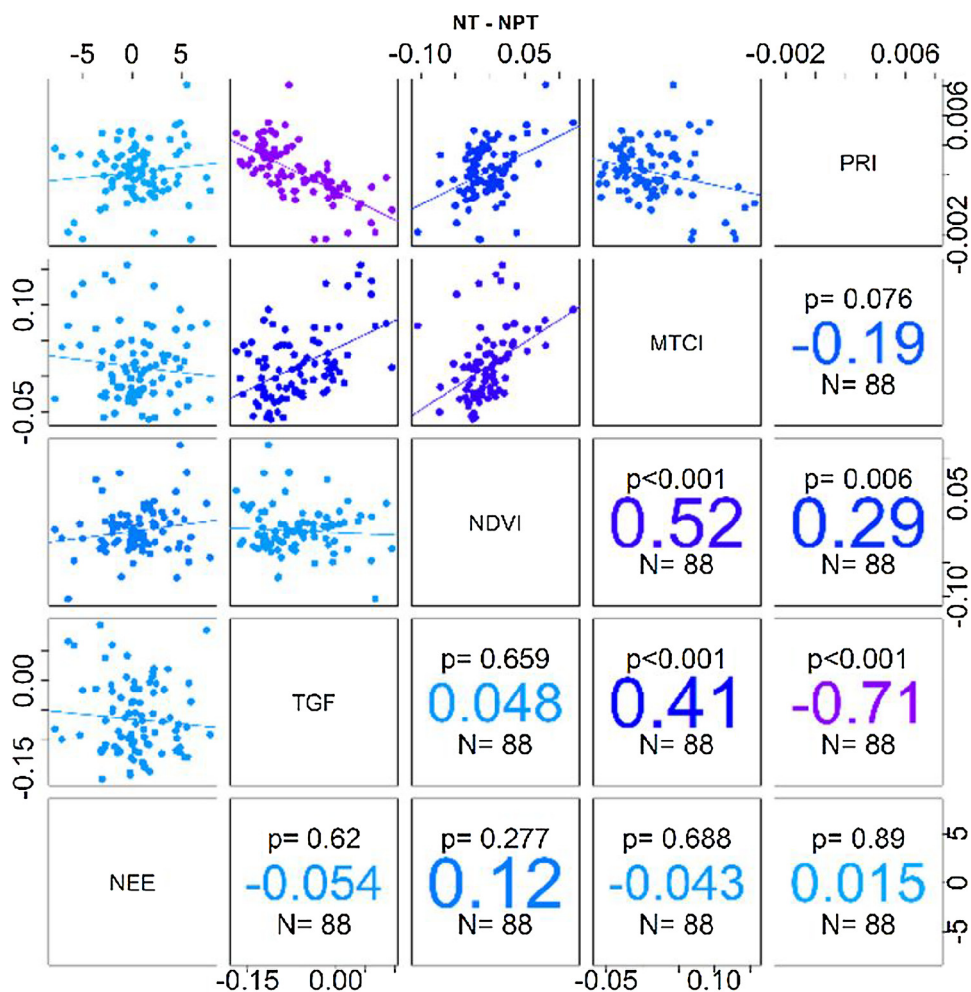 NT - NPT
-5 0 5 -0.10 0.05 -0.002 0.006
PRI
-0.002 0.006
-0.05 0.10
MTCI
p= 0.076
-0.19
N= 88
NDVI
p<0.001
0.52
N= 88
p= 0.006
0.29
N= 88
-0.10 0.05
-0.15 0.00
TGF
p= 0.659
0.048
N= 88
p<0.001
0.41
N= 88
p<0.001
-0.71
N= 88
NEE
p= 0.62
-0.054
N= 88
p= 0.277
0.12
N= 88
p= 0.688
-0.043
N= 88
p= 0.89
0.015
N= 88
-5 0 5
-0.15 0.00 -0.05 0.10